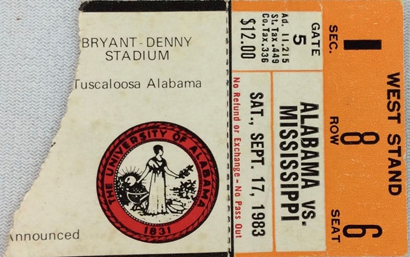 BRYANT-DENNY
STADIUM
Tuscaloosa Alabama
THE UNIVERSITY OF ALABAMA
1831
Announced
GATE
5
Ad. 11.215
St.Tax .449
Co.Tax .336
$12.00
ALABAMA VS.
MISSISSIPPI
SAT., SEPT. 17, 1983
No Refund or Exchange - No Pass Out
WEST STAND
SEC. ROW SEAT
1 8 6